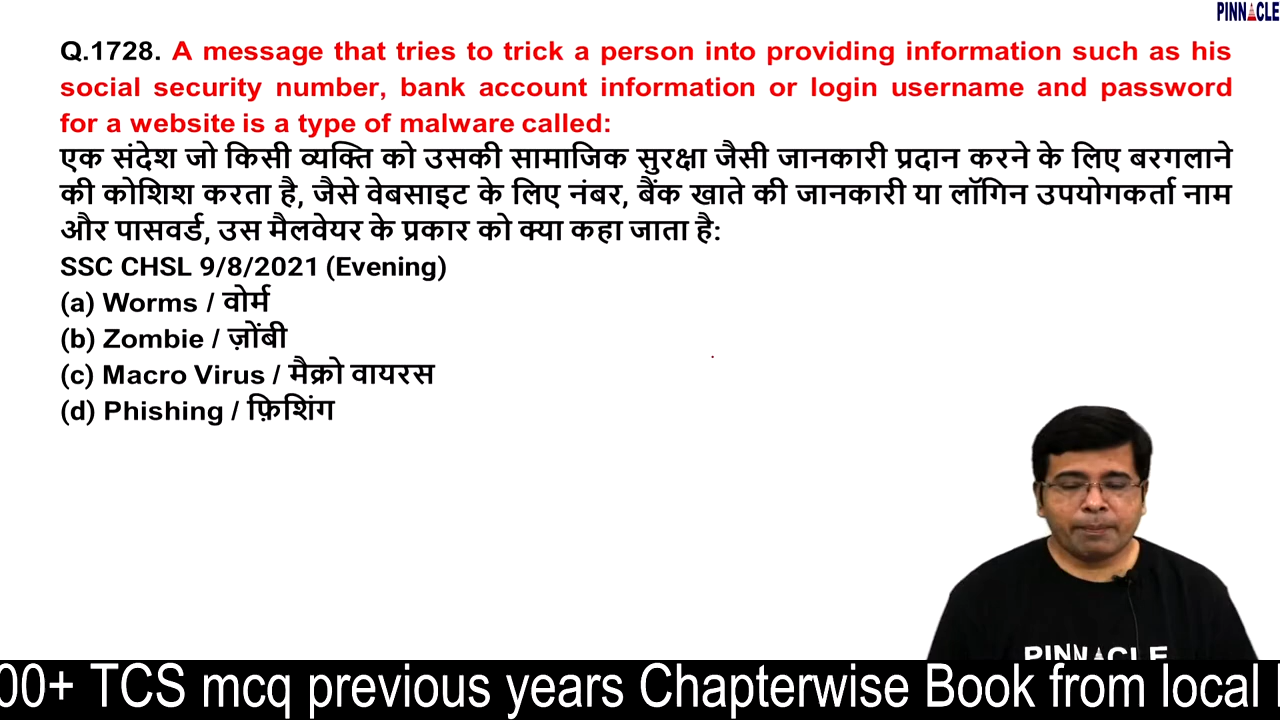 PINNACLE
Q.1728. A message that tries to trick a person into providing information such as his
social security number, bank account information or login username and password
for a website is a type of malware called:
एक संदेश जो किसी व्यक्ति को उसकी सामाजिक सुरक्षा जैसी जानकारी प्रदान करने के लिए बरगलाने
की कोशिश करता है, जैसे वेबसाइट के लिए नंबर, बैंक खाते की जानकारी या लॉगिन उपयोगकर्ता नाम
और पासवर्ड, उस मैलवेयर के प्रकार को क्या कहा जाता है:
SSC CHSL 9/8/2021 (Evening)
(a) Worms / वोर्म
(b) Zombie / ज़ोंबी
(c) Macro Virus / मैक्रो वायरस
(d) Phishing / फ़िशिंग
PINNACLE
00+ TCS mcq previous years Chapterwise Book from local